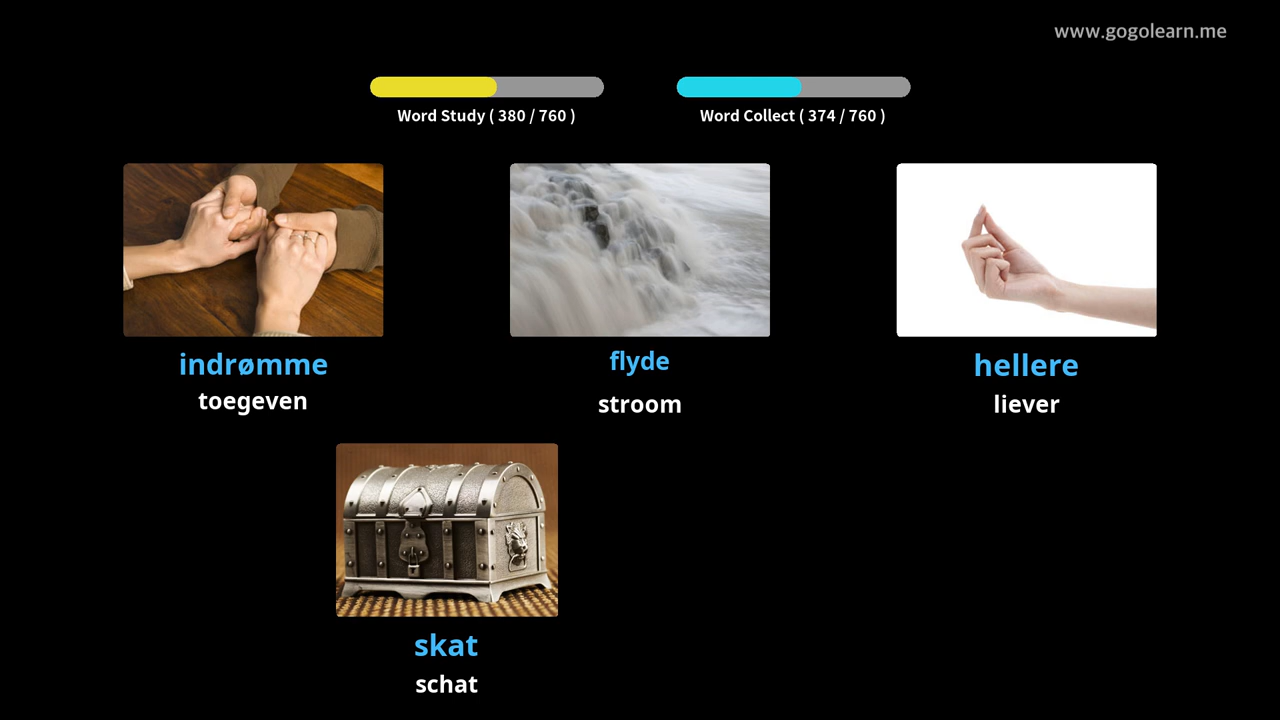 www.gogolearn.me
Word Study ( 380 / 760 )
Word Collect ( 374 / 760 )
indrømme
toegeven
flyde
stroom
hellere
liever
skat
schat